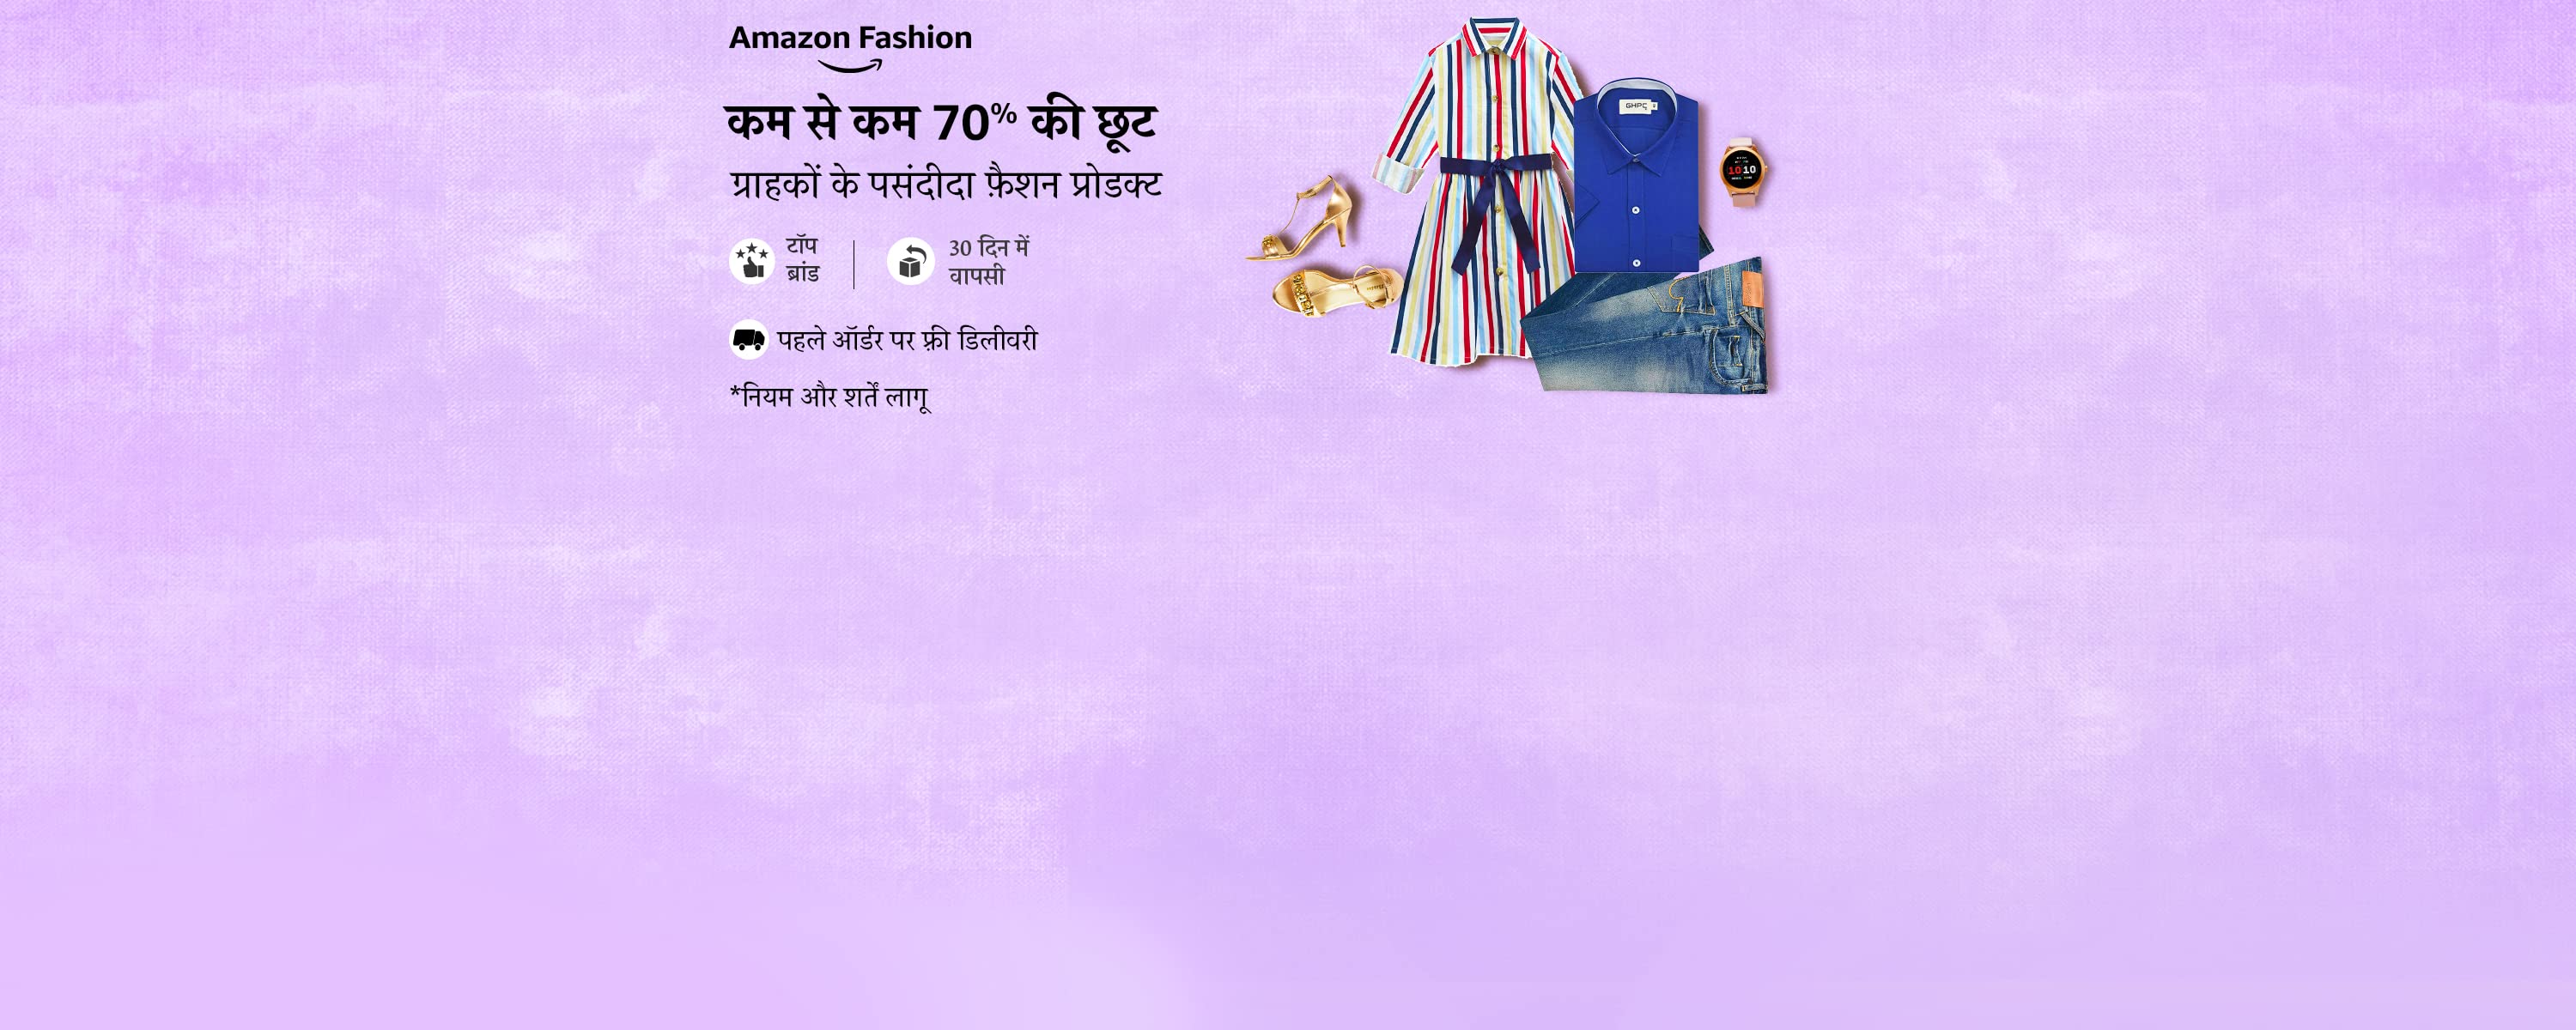 Amazon Fashion
कम से कम 70% की छूट
ग्राहकों के पसंदीदा फ़ैशन प्रोडक्ट
टॉप
ब्रांड
30 दिन में
वापसी
पहले ऑर्डर पर फ़्री डिलीवरी
*नियम और शर्तें लागू
GHPC
10 10